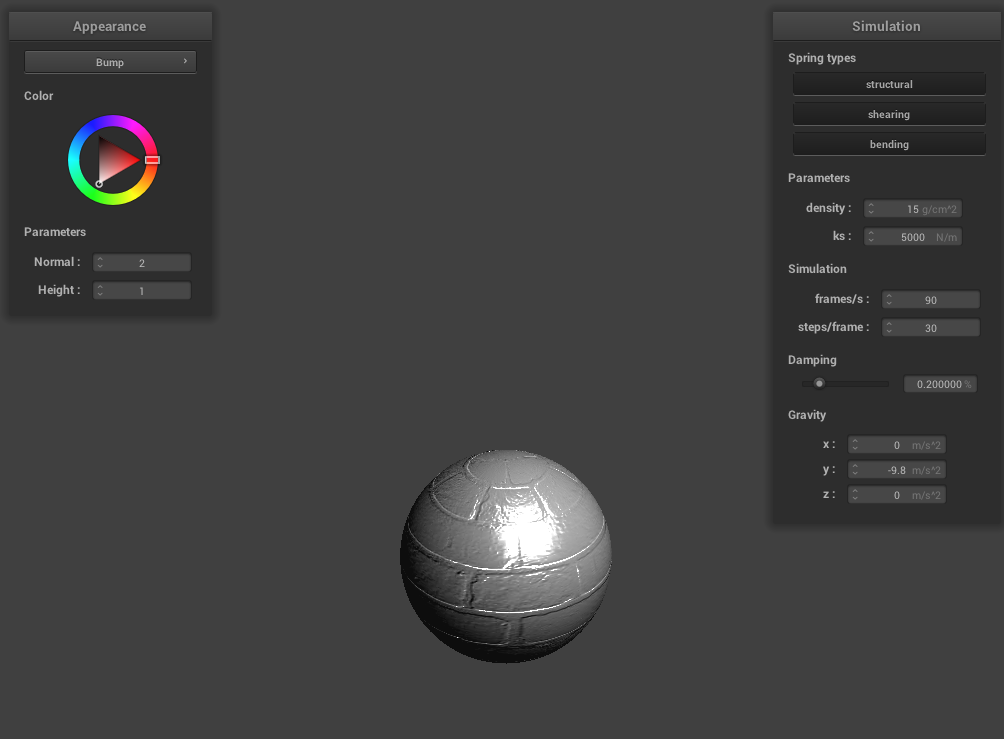 Appearance
Bump
Color
Parameters
Normal : 2
Height : 1
Simulation
Spring types
structural
shearing
bending
Parameters
density : 15 g/cm^2
ks : 5000 N/m
Simulation
frames/s : 90
steps/frame : 30
Damping
0.200000 %
Gravity
x : 0 m/s^2
y : -9.8 m/s^2
z : 0 m/s^2